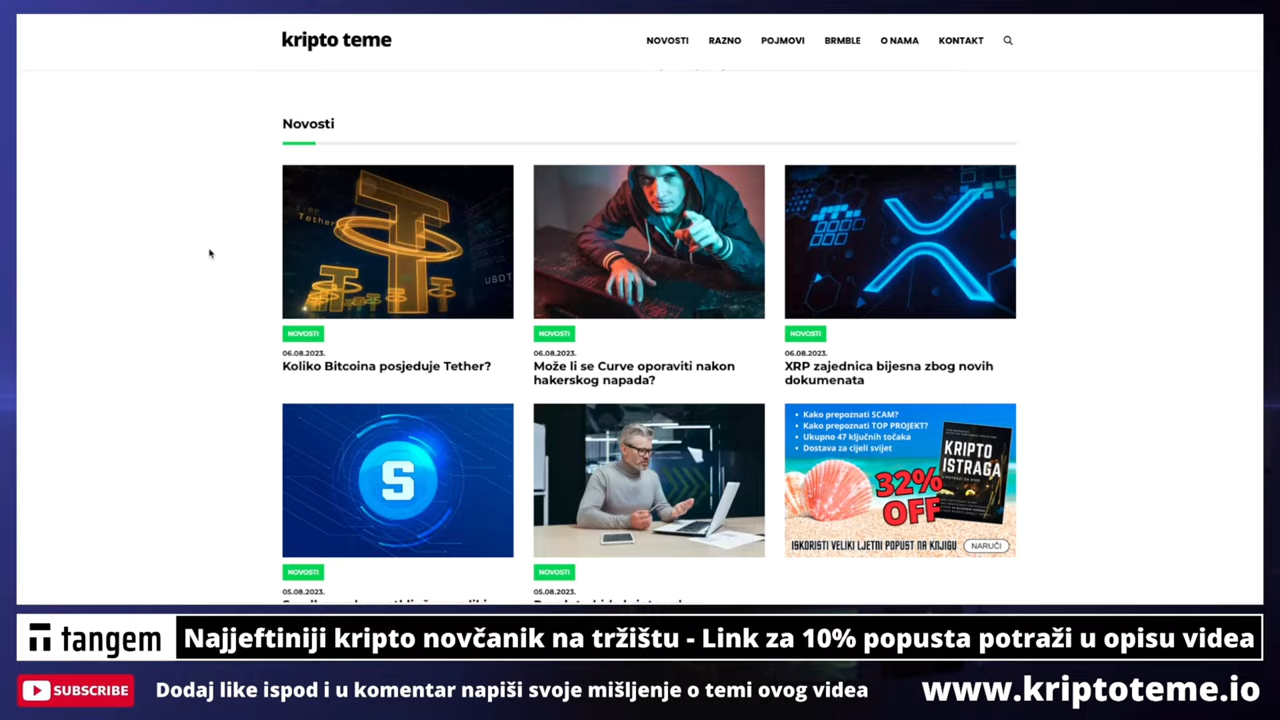 kripto teme
NOVOSTI
RAZNO
POJMOVI
BRMBLE
O NAMA
KONTAKT
Novosti
Tether
USDT
NOVOSTI
06.08.2023.
Koliko Bitcoina posjeduje Tether?
NOVOSTI
06.08.2023.
Može li se Curve oporaviti nakon
hakerskog napada?
NOVOSTI
06.08.2023.
XRP zajednica bijesna zbog novih
dokumenata
S
NOVOSTI
05.08.2023.
NOVOSTI
05.08.2023.
• Kako prepoznati SCAM?
• Kako prepoznati TOP PROJEKT?
• Ukupno 47 ključnih točaka
• Dostava za cijeli svijet
KRIPTO
ISTRAGA
32%
OFF
ISKORISTI VELIKI LJETNI POPUST NA KNJIGU
NARUČI
tangem
Najjeftiniji kripto novčanik na tržištu - Link za 10% popusta potraži u opisu videa
SUBSCRIBE
Dodaj like ispod i u komentar napiši svoje mišljenje o temi ovog videa
www.kriptoteme.io